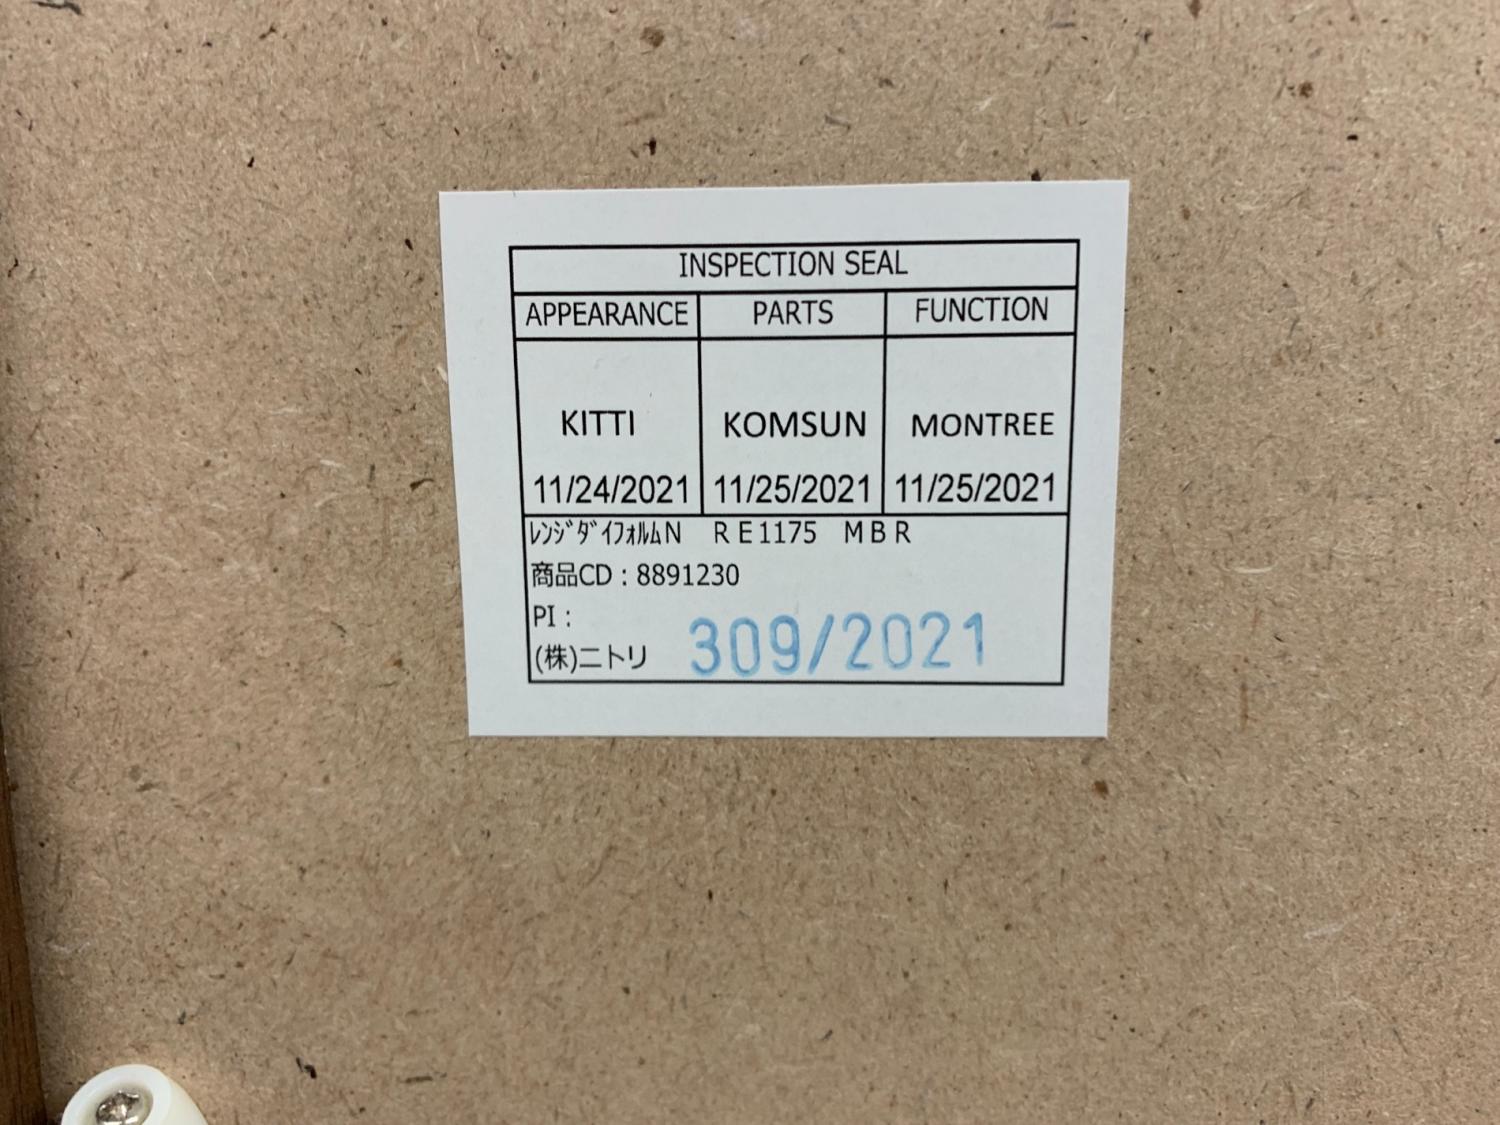 INSPECTION SEAL
APPEARANCE PARTS FUNCTION
KITTI KOMSUN MONTREE
11/24/2021 11/25/2021 11/25/2021
ﾚﾝｼﾞﾀﾞｲﾌｫﾙﾑN　ＲＥ1175　ＭＢＲ
商品CD：8891230
PI： 309/2021
(株)ニトリ